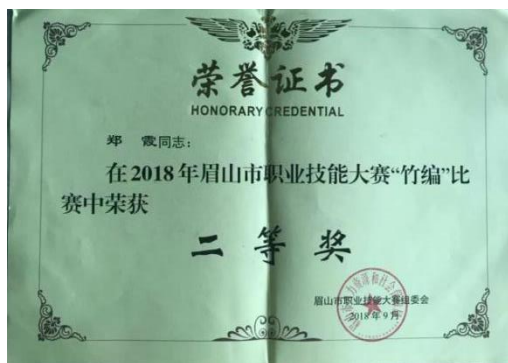 荣誉证书
HONORARY CREDENTIAL
郑 霞同志：
在2018年眉山市职业技能大赛“竹编”比
赛中荣获
二等奖
眉山市职业技能大赛组委会
2018年9月